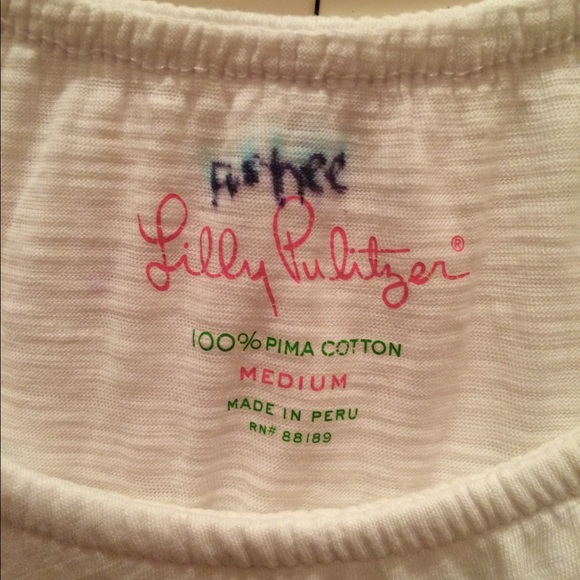 Lilly Pulitzer®
100% PIMA COTTON
MEDIUM
MADE IN PERU
RN# 88189